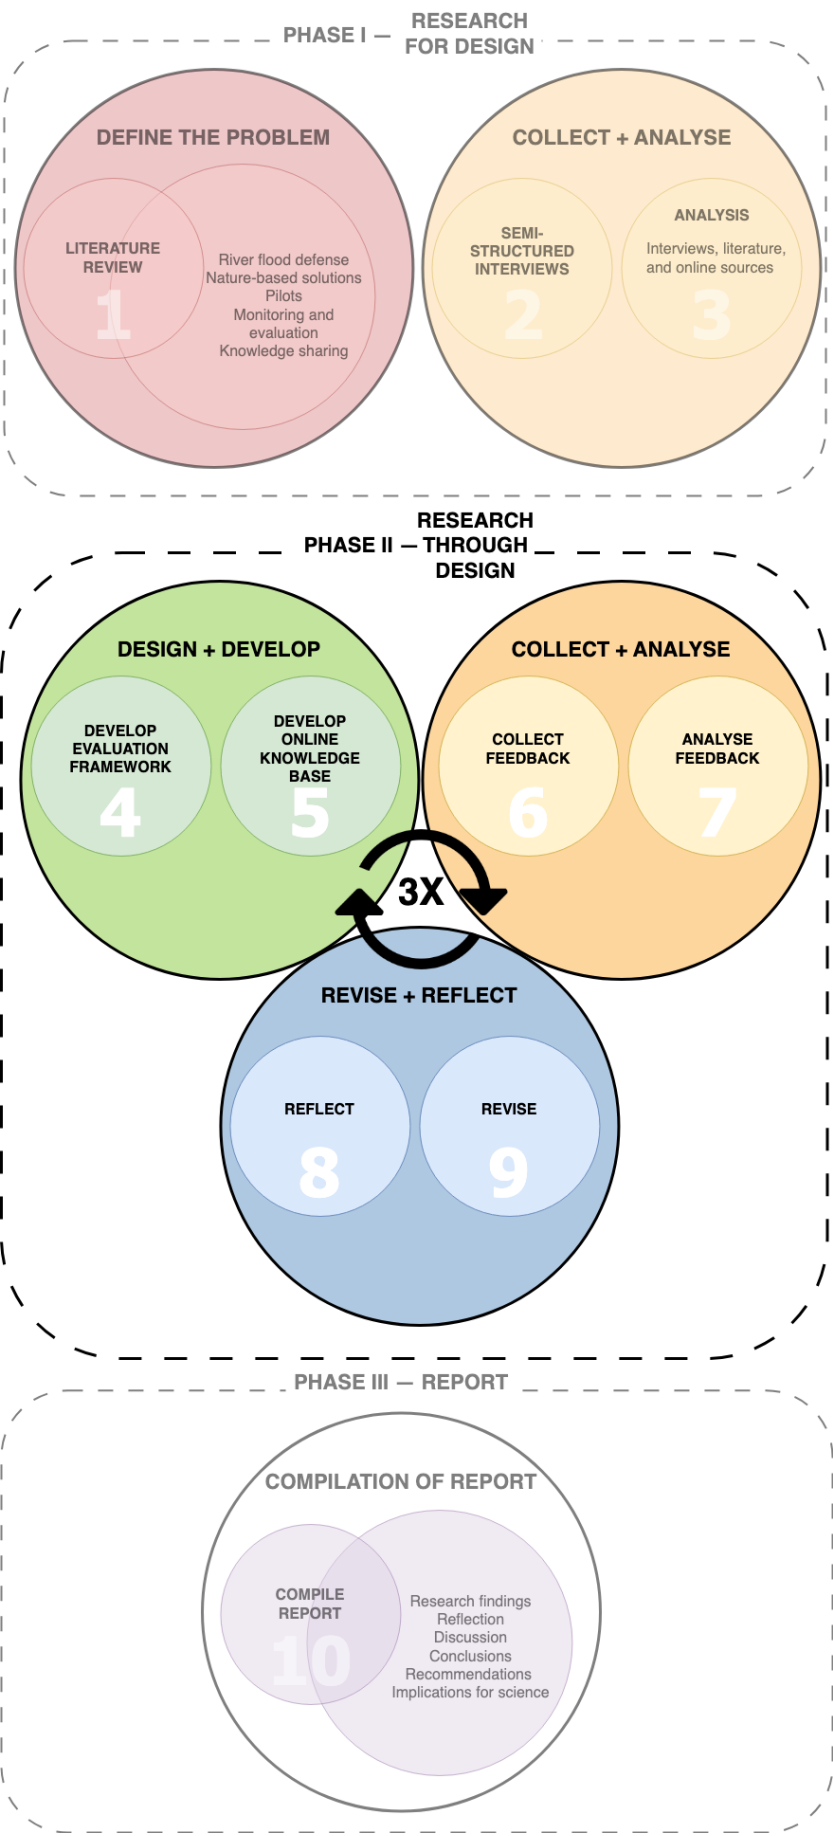 PHASE I — RESEARCH
FOR DESIGN
DEFINE THE PROBLEM
LITERATURE
REVIEW
1
River flood defense
Nature-based solutions
Pilots
Monitoring and
evaluation
Knowledge sharing
COLLECT + ANALYSE
SEMI-
STRUCTURED
INTERVIEWS
2
ANALYSIS
Interviews, literature,
and online sources
3
RESEARCH
PHASE II — THROUGH
DESIGN
DESIGN + DEVELOP
DEVELOP
EVALUATION
FRAMEWORK
4
DEVELOP
ONLINE
KNOWLEDGE
BASE
5
COLLECT + ANALYSE
COLLECT
FEEDBACK
6
ANALYSE
FEEDBACK
7
3X
REVISE + REFLECT
REFLECT
8
REVISE
9
PHASE III — REPORT
COMPILATION OF REPORT
COMPILE
REPORT
10
Research findings
Reflection
Discussion
Conclusions
Recommendations
Implications for science